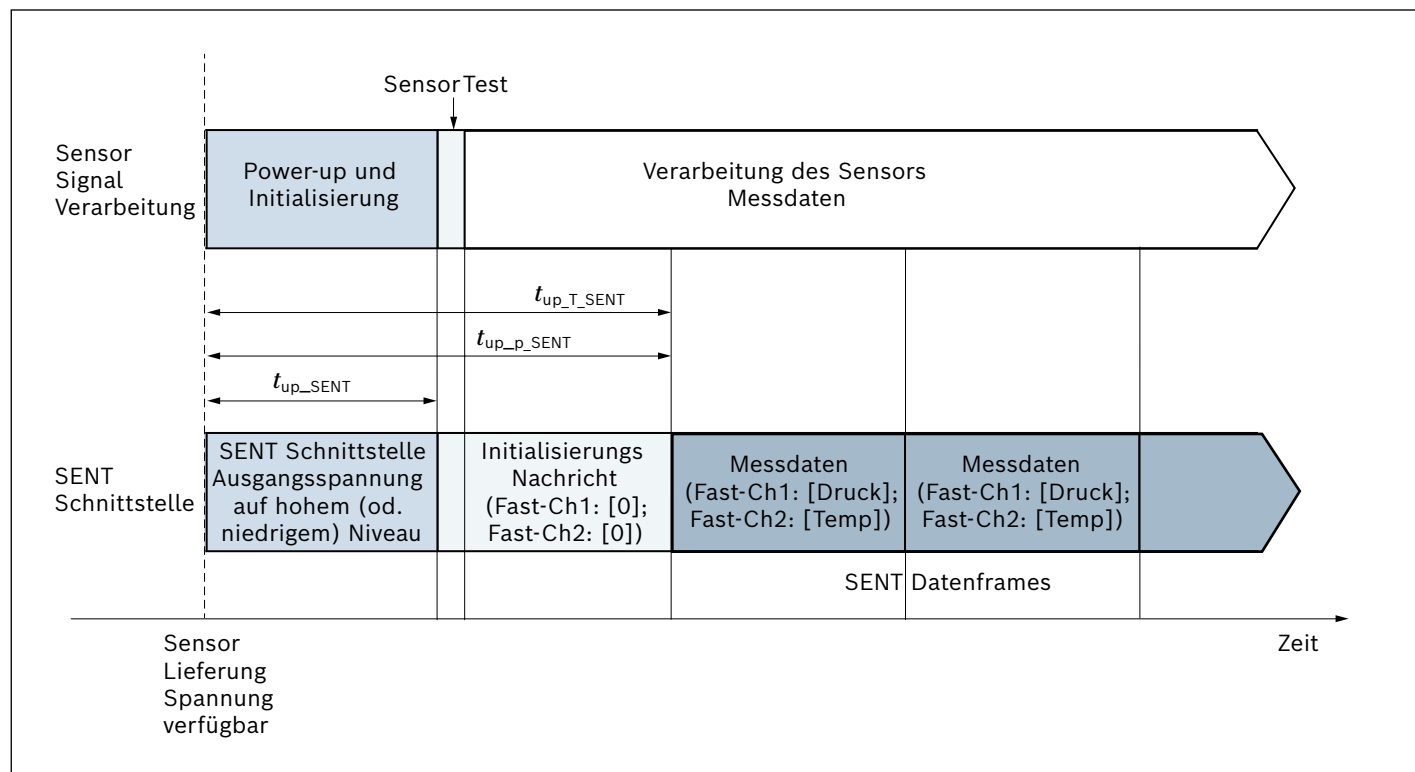 SensorTest
Sensor
Signal
Verarbeitung
Power-up und
Initialisierung
Verarbeitung des Sensors
Messdaten
tup_T_SENT
tup_p_SENT
tup_SENT
SENT
Schnittstelle
SENT Schnittstelle
Ausgangsspannung
auf hohem (od.
niedrigem) Niveau
Initialisierungs
Nachricht
(Fast-Ch1: [0];
Fast-Ch2: [0])
Messdaten
(Fast-Ch1: [Druck];
Fast-Ch2: [Temp])
Messdaten
(Fast-Ch1: [Druck];
Fast-Ch2: [Temp])
SENT Datenframes
Zeit
Sensor
Lieferung
Spannung
verfügbar